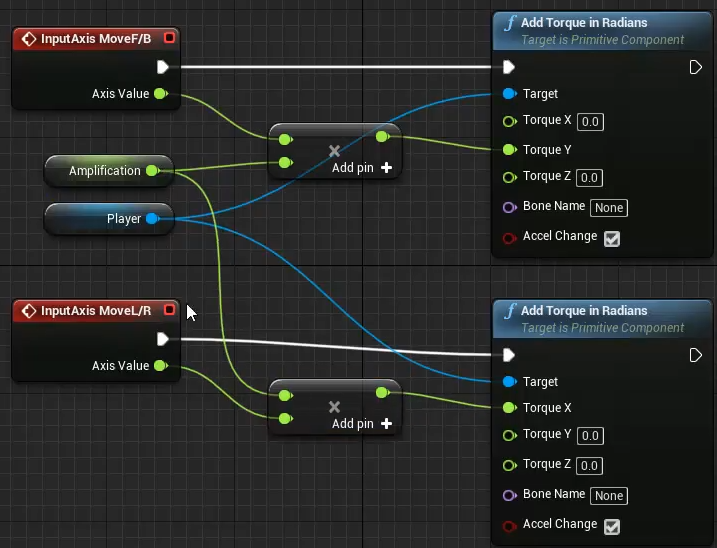 InputAxis MoveF/B
Axis Value
Amplification
Player
×
Add pin +
f Add Torque in Radians
Target is Primitive Component
Target
Torque X 0.0
Torque Y
Torque Z 0.0
Bone Name None
Accel Change
InputAxis MoveL/R
Axis Value
×
Add pin +
f Add Torque in Radians
Target is Primitive Component
Target
Torque X
Torque Y 0.0
Torque Z 0.0
Bone Name None
Accel Change